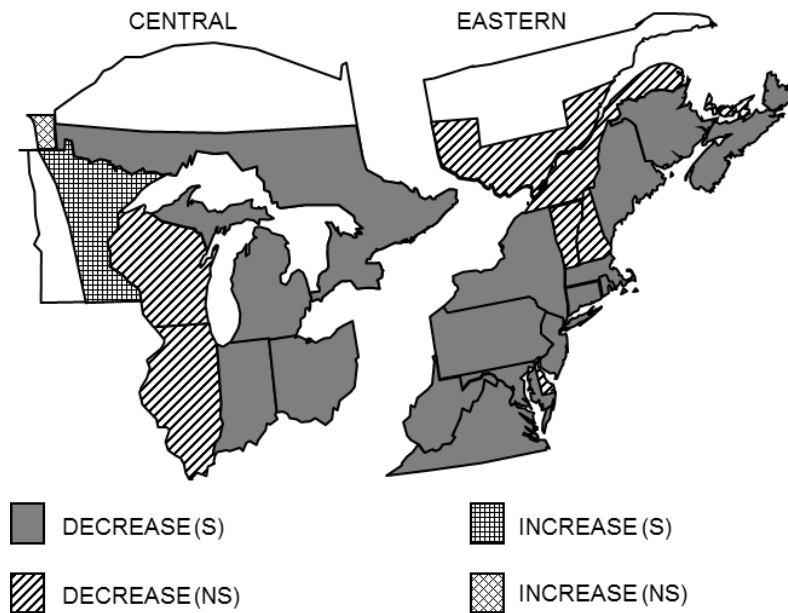 CENTRAL EASTERN
DECREASE (S) INCREASE (S)
DECREASE (NS) INCREASE (NS)